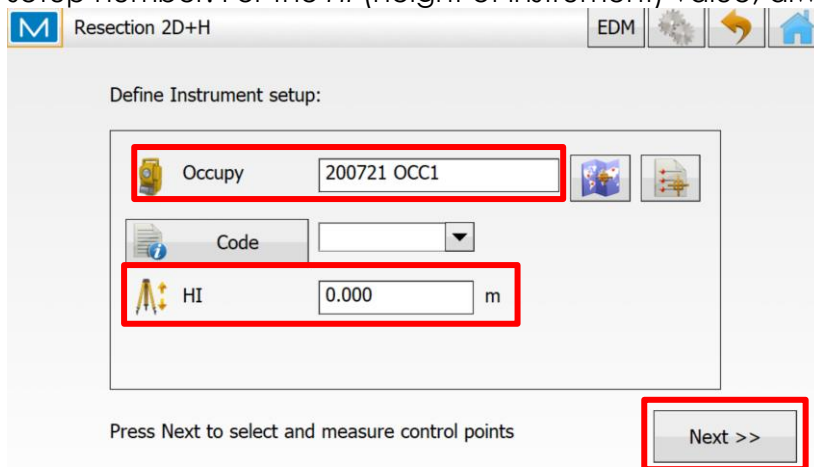 Resection 2D+H EDM
Define Instrument setup:
Occupy 200721 OCC1
Code
HI 0.000 m
Press Next to select and measure control points
Next >>